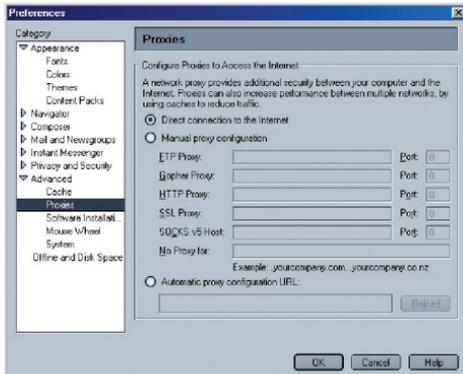 Preferences
Category
Appearance
Fonts
Colors
Themes
Content Packs
Navigator
Composer
Mail and Newsgroups
Instant Messenger
Privacy and Security
Advanced
Cache
Proxies
Software Installati...
Mouse Wheel
System
Offline and Disk Space
Proxies
Configure Proxies to Access the Internet
A network proxy provides additional security between your computer and the
Internet. Proxies can also increase performance between multiple networks, by
using caches to reduce traffic.
Direct connection to the Internet
Manual proxy configuration
FTP Proxy: Port: 0
Gopher Proxy: Port: 0
HTTP Proxy: Port: 0
SSL Proxy: Port: 0
SOCKS v5 Host: Port: 0
No Proxy for:
Example: .yourcompany.com, .yourcompany.co.nz
Automatic proxy configuration URL:
Reload
OK Cancel Help